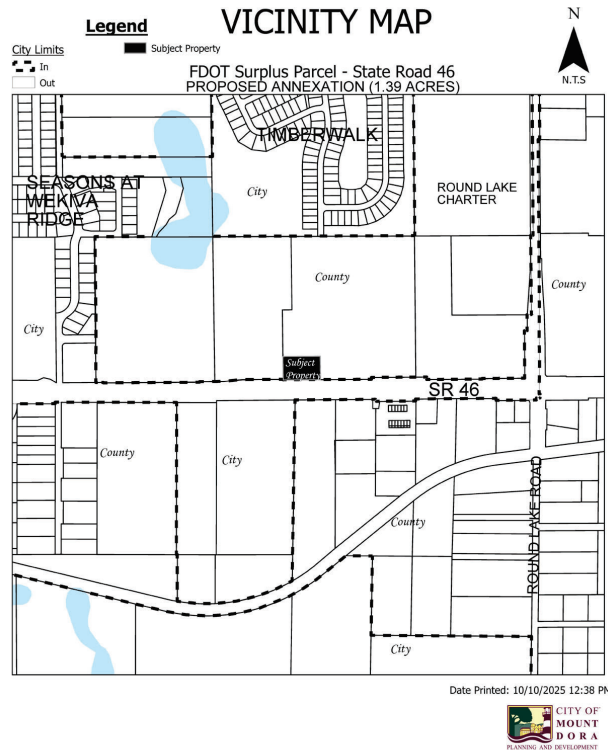 VICINITY MAP
Legend
N
City Limits
Subject Property
In
Out
N.T.S
FDOT Surplus Parcel - State Road 46
PROPOSED ANNEXATION (1.39 ACRES)
TIMBERWALK
SEASONS AT
WEKIVA
RIDGE
City
ROUND LAKE
CHARTER
County
County
City
Subject
Property
SR 46
County
City
County
ROUND LAKE ROAD
City
Date Printed: 10/10/2025 12:38 PM
CITY OF
MOUNT
DORA
PLANNING AND DEVELOPMENT